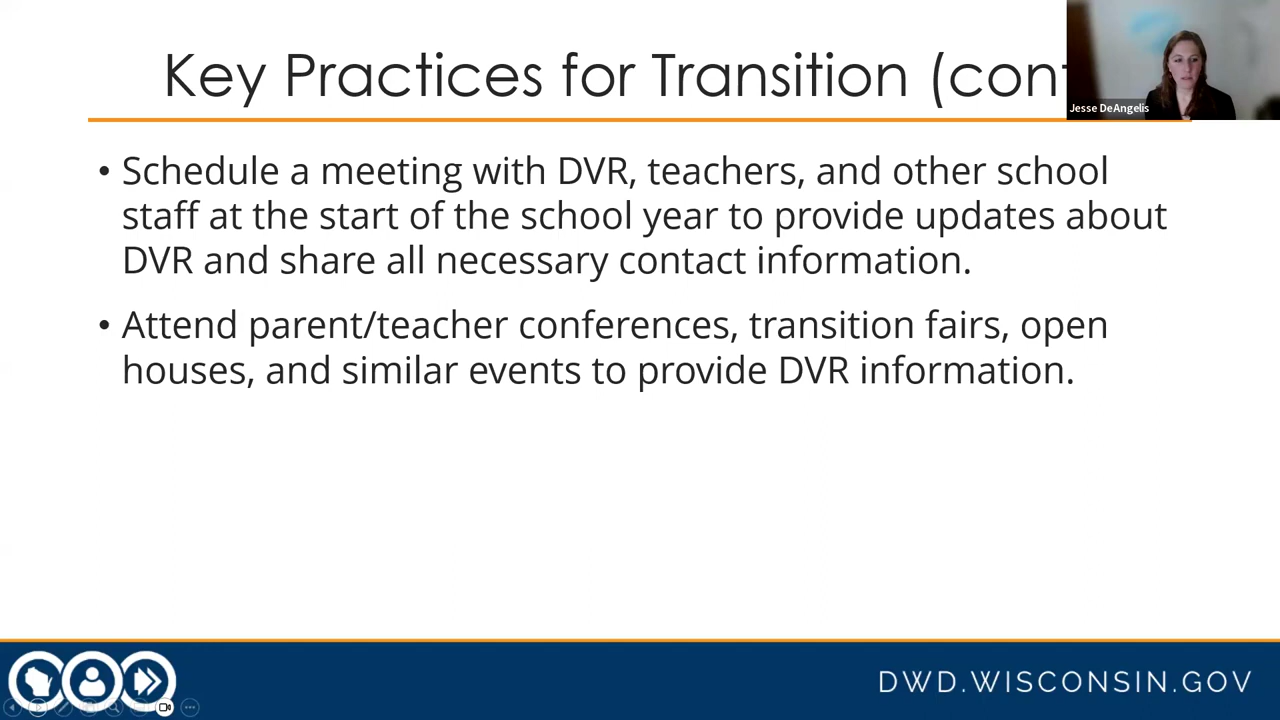 Key Practices for Transition (cont
Jesse DeAngelis
• Schedule a meeting with DVR, teachers, and other school
staff at the start of the school year to provide updates about
DVR and share all necessary contact information.
• Attend parent/teacher conferences, transition fairs, open
houses, and similar events to provide DVR information.
DWD.WISCONSIN.GOV